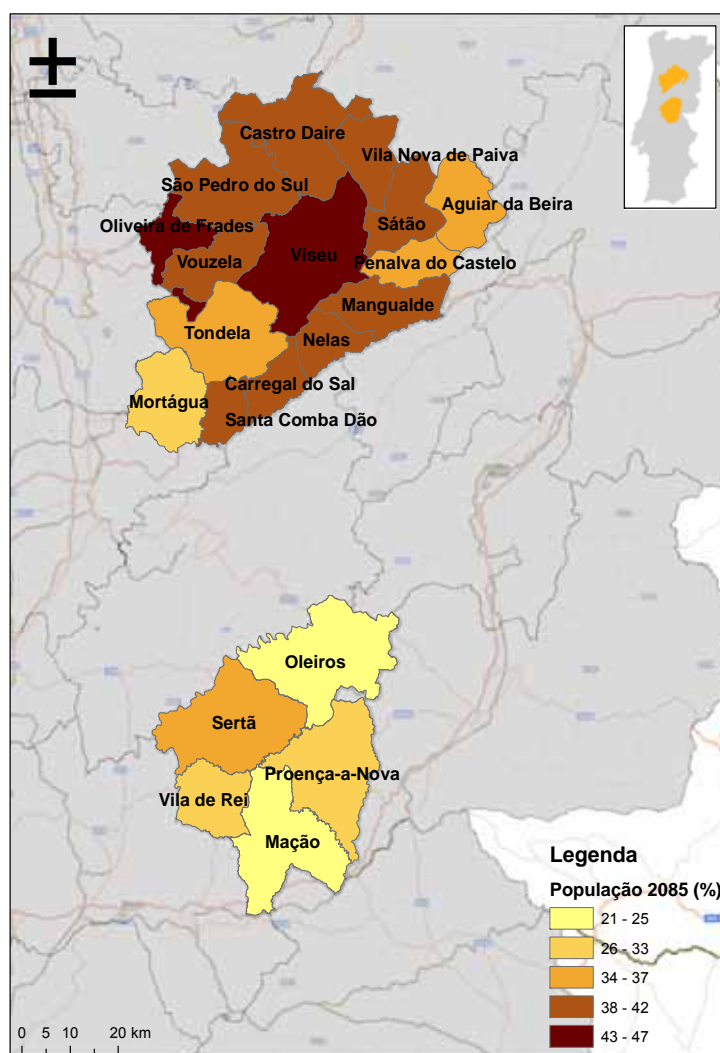 Castro Daire
Vila Nova de Paiva
São Pedro do Sul
Aguiar da Beira
Oliveira de Frades
Sátão
Viseu
Vouzela
Penalva do Castelo
Mangualde
Tondela
Nelas
Carregal do Sal
Mortágua
Santa Comba Dão
Oleiros
Sertã
Proença-a-Nova
Vila de Rei
Mação
Legenda
População 2085 (%)
21 - 25
26 - 33
34 - 37
38 - 42
43 - 47
0 5 10 20 km